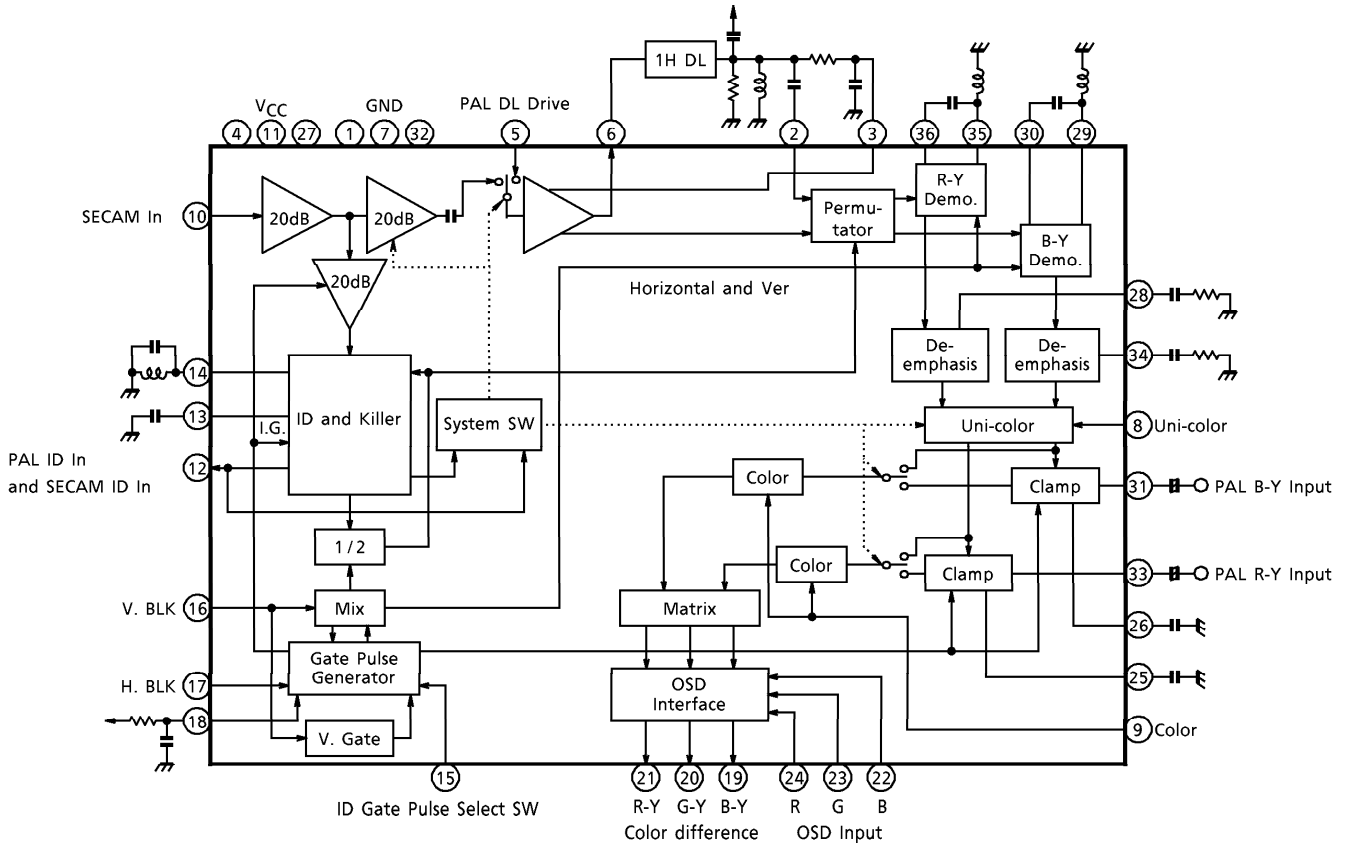 1H DL
VCC
GND
PAL DL Drive
4
11
27
1
7
32
5
6
2
3
36
35
30
29
R-Y
Demo.
SECAM In
10
20dB
20dB
Permu-
tator
B-Y
Demo.
20dB
Horizontal and Ver
28
De-
emphasis
De-
emphasis
34
14
ID and Killer
System SW
13
I.G.
Uni-color
8
Uni-color
PAL ID In
and SECAM ID In
12
Color
Clamp
31
PAL B-Y Input
1/2
Color
Clamp
33
PAL R-Y Input
V. BLK
16
Mix
Matrix
26
Gate Pulse
Generator
H. BLK
17
OSD
Interface
25
18
V. Gate
9
Color
15
21
20
19
24
23
22
ID Gate Pulse Select SW
R-Y
G-Y
B-Y
R
G
B
Color difference
OSD Input